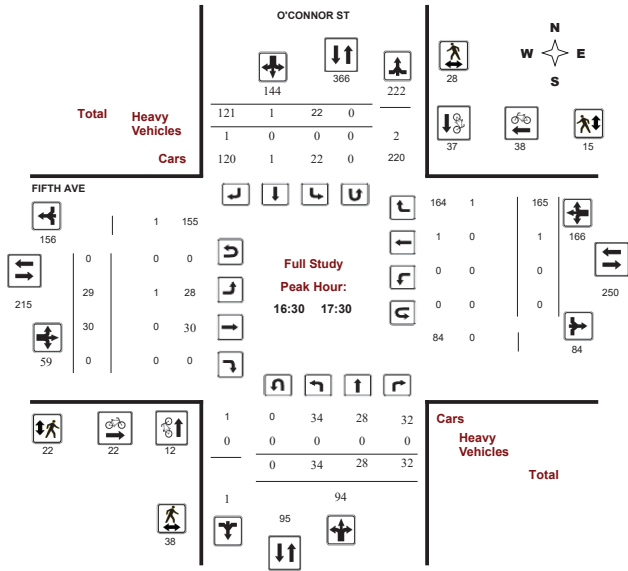 O'CONNOR ST
N
W E
S
366
28
144 222
Total Heavy Vehicles
121 1 22 0
37 38 15
1 0 0 0 2
Cars
120 1 22 0 220
FIFTH AVE
164 1 165
156
1 155
1 0 1
166
0 0 0
Full Study
0 0 0
215
250
29 1 28
Peak Hour:
16:30 17:30
0 0 0
30 0 30
84 0
84
59
0 0 0
1 0 34 28 32
Cars
22 22 12
0 0 0 0 0
Heavy
Vehicles
0 34 28 32
Total
1 94
95
38